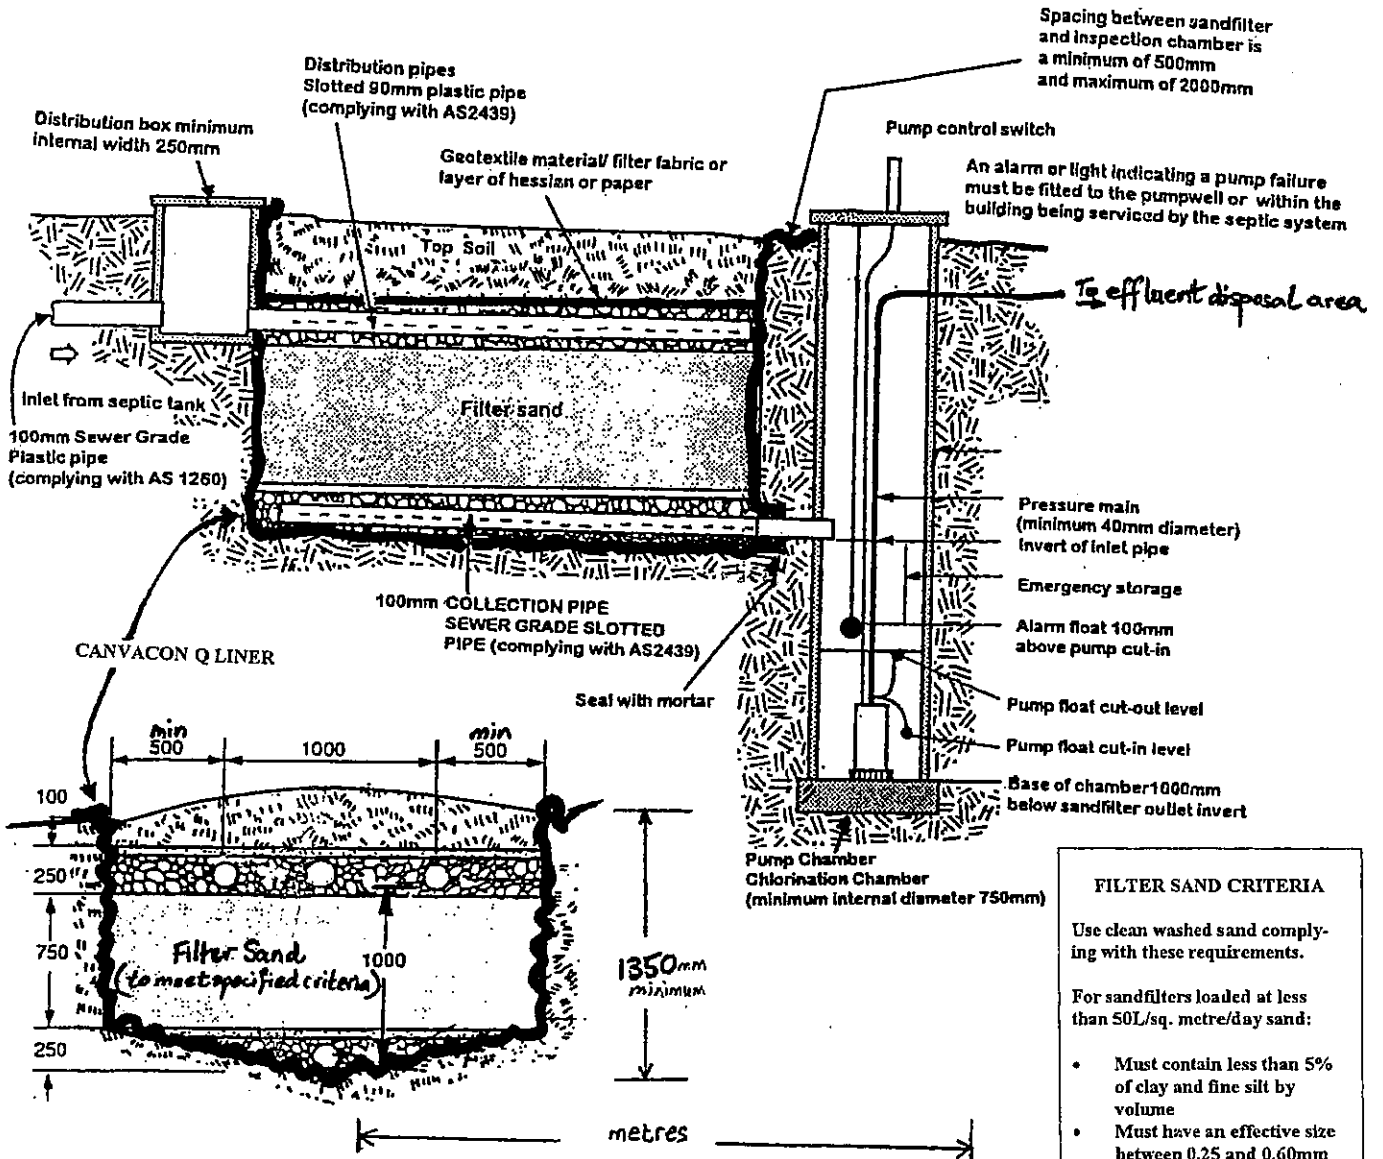 Spacing between sandfilter
and inspection chamber is
a minimum of 500mm
and maximum of 2000mm
Distribution pipes
Slotted 90mm plastic pipe
(complying with AS2439)
Distribution box minimum
internal width 250mm
Pump control switch
Geotextile material/ filter fabric or
layer of hessian or paper
An alarm or light indicating a pump failure
must be fitted to the pumpwell or within the
building being serviced by the septic system
Top Soil
To effluent disposal area
Inlet from septic tank
Filter sand
100mm Sewer Grade
Plastic pipe
(complying with AS 1260)
Pressure main
(minimum 40mm diameter)
Invert of inlet pipe
Emergency storage
100mm COLLECTION PIPE
SEWER GRADE SLOTTED
PIPE (complying with AS2439)
Alarm float 100mm
above pump cut-in
CANVACON Q LINER
Seal with mortar
Pump float cut-out level
Pump float cut-in level
min
500
1000
min
500
Base of chamber1000mm
below sandfilter outlet invert
100
250
750
250
Filter Sand
(to meet specified criteria)
1000
1350mm
minimum
Pump Chamber
Chlorination Chamber
(minimum internal diameter 750mm)
metres
FILTER SAND CRITERIA
Use clean washed sand comply-
ing with these requirements.
For sandfilters loaded at less
than 50L/sq. metre/day sand:
• Must contain less than 5%
of clay and fine silt by
volume
• Must have an effective size
between 0.25 and 0.60mm